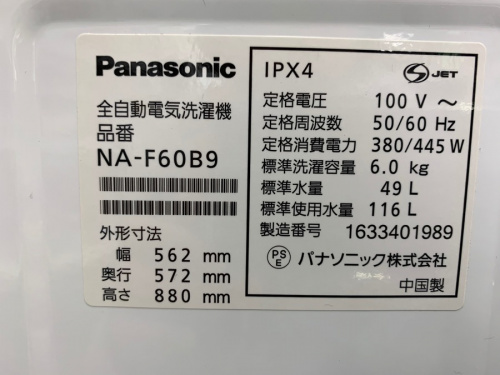 Panasonic
全自動電気洗濯機
品番
NA-F60B9
外形寸法
幅 562 mm
奥行 572 mm
高さ 880 mm
IPX4
S JET
定格電圧 100 V ～
定格周波数 50/60 Hz
定格消費電力 380/445 W
標準洗濯容量 6.0 kg
標準水量 49 L
標準使用水量 116 L
製造番号 1633401989
PS E パナソニック株式会社
中国製